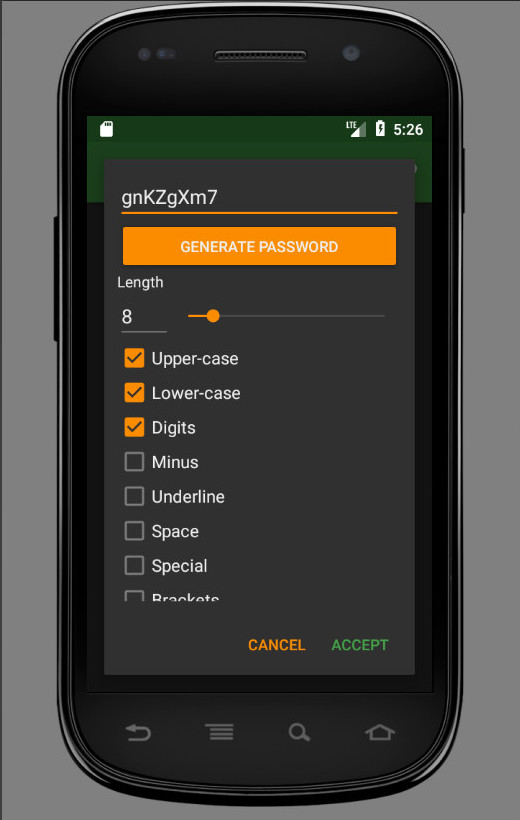 LTE 5:26
gnKZgXm7
GENERATE PASSWORD
Length
8
Upper-case
Lower-case
Digits
Minus
Underline
Space
Special
Brackets
CANCEL ACCEPT